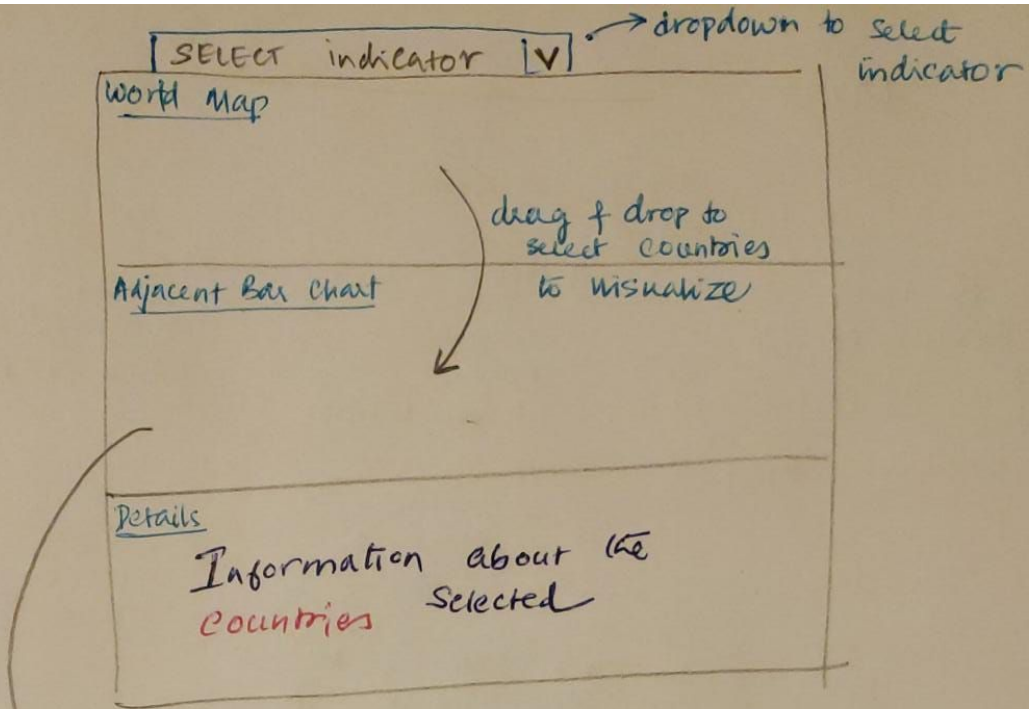 SELECT indicator V
dropdown to select
indicator
World Map
drag & drop to
select countries
to visualize
Adjacent Bar Chart
Details
Information about the
countries selected